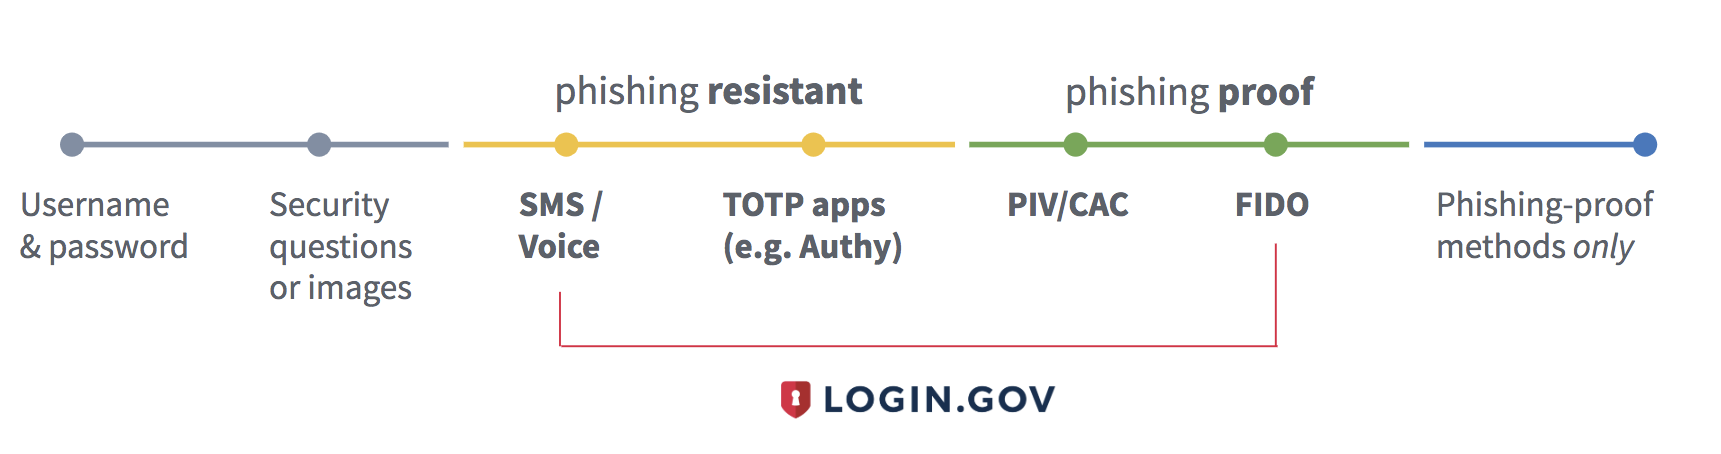 phishing resistant
phishing proof
Username
& password
Security
questions
or images
SMS /
Voice
TOTP apps
(e.g. Authy)
PIV/CAC
FIDO
Phishing-proof
methods only
LOGIN.GOV